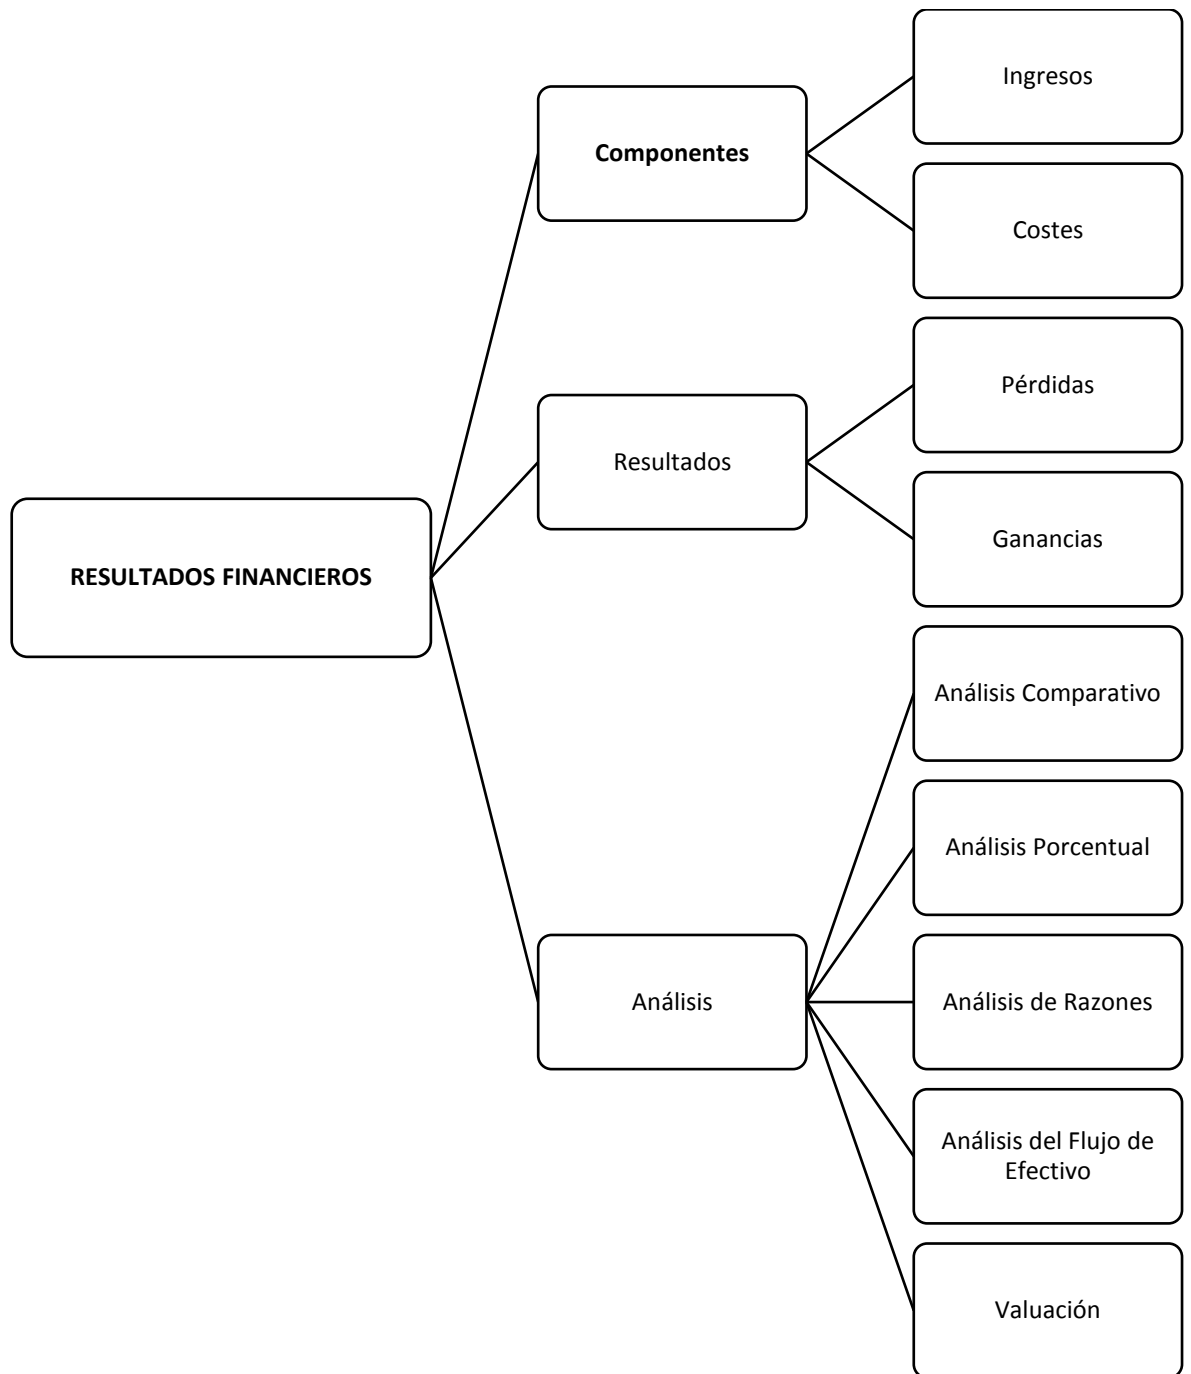 RESULTADOS FINANCIEROS
Componentes
Ingresos
Costes
Resultados
Pérdidas
Ganancias
Análisis
Análisis Comparativo
Análisis Porcentual
Análisis de Razones
Análisis del Flujo de
Efectivo
Valuación